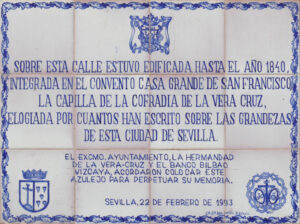 SOBRE ESTA CALLE ESTUVO EDIFICADA HASTA EL AÑO 1840,
INTEGRADA EN EL CONVENTO CASA GRANDE DE SAN FRANCISCO
LA CAPILLA DE LA COFRADIA DE LA VERA CRUZ,
ELOGIADA POR CUANTOS HAN ESCRITO SOBRE LAS GRANDEZAS
DE ESTA CIUDAD DE SEVILLA.
EL EXCMO. AYUNTAMIENTO, LA HERMANDAD
DE LA VERA-CRUZ Y EL BANCO BILBAO
VIZCAYA, ACORDARON COLOCAR ESTE
AZULEJO PARA PERPETUAR SU MEMORIA.
SEVILLA, 22 DE FEBRERO DE 1993